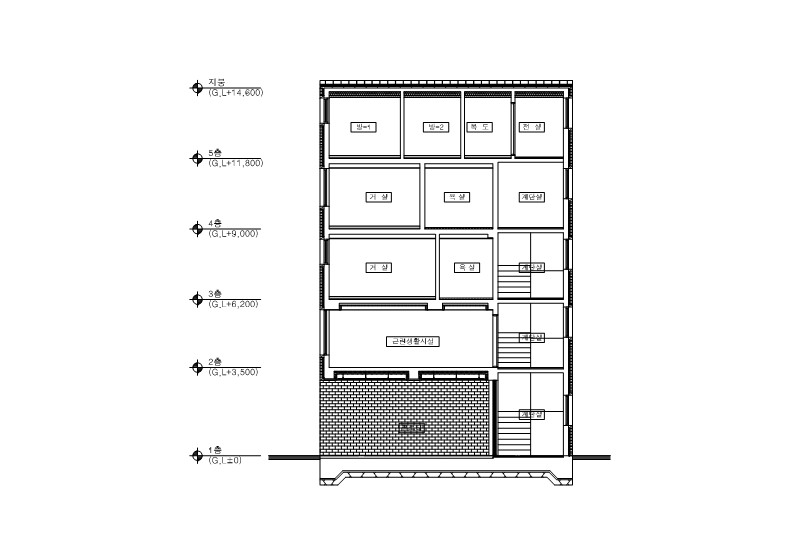 지붕
(G.L+14,600)
방-1
방-2
복 도
전 실
5층
(G.L+11,800)
거 실
욕 실
계단실
4층
(G.L+9,000)
거 실
욕 실
계단실
3층
(G.L+6,200)
근린생활시설
계단실
2층
(G.L+3,500)
계단실
1층
(G.L±0)